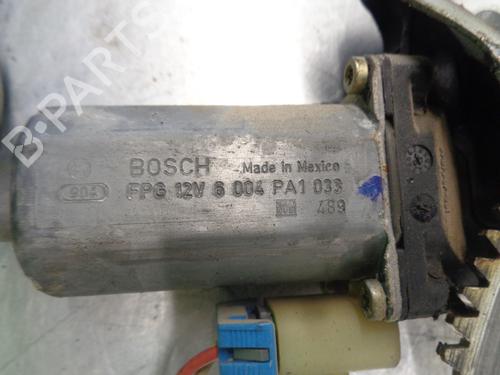 BOSCH Made in Mexico
904 FPG 12V 6 004 PA1 033
489
B-Parts